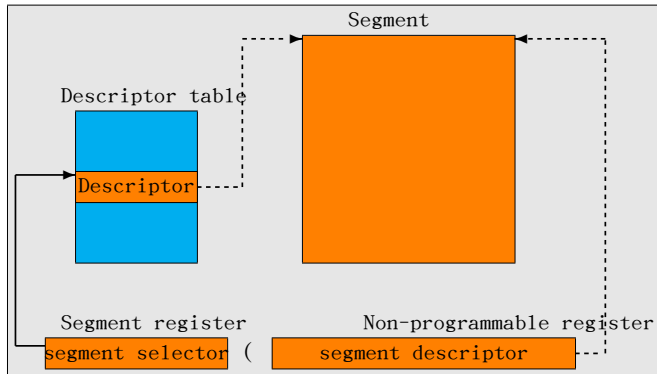 Segment
Descriptor table
Descriptor
Segment register
Non-programmable register
segment selector (
segment descriptor